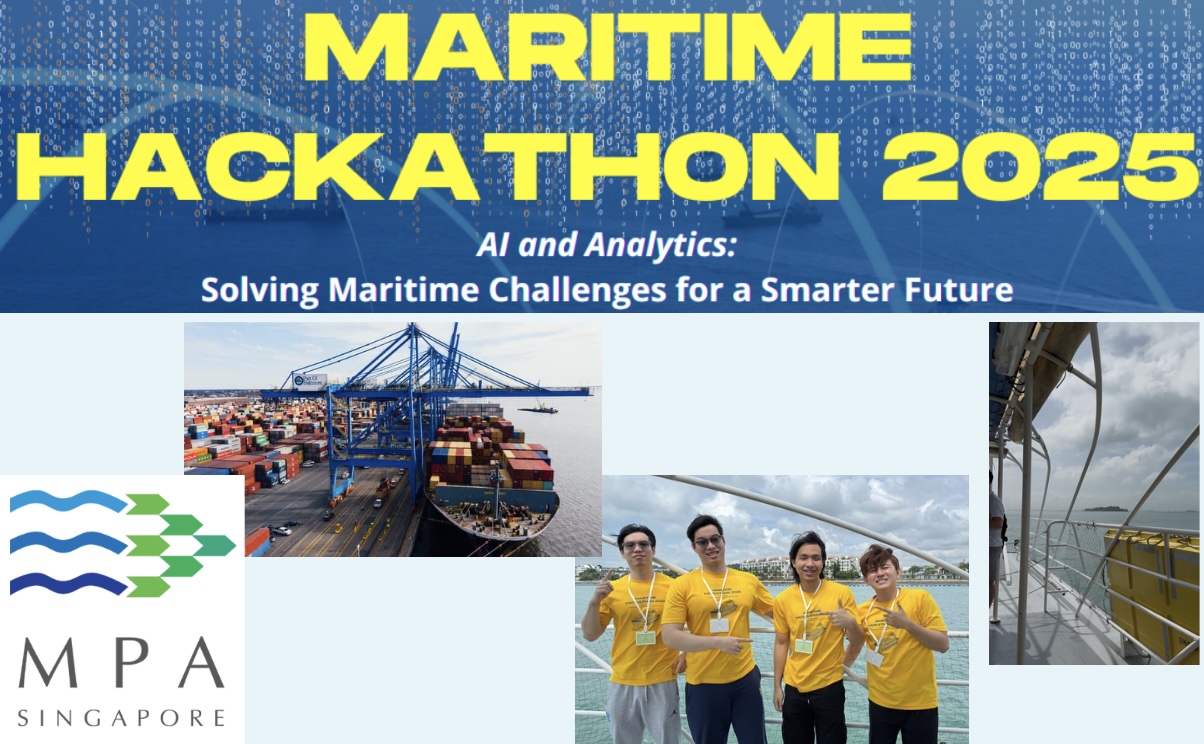 MARITIME
HACKATHON 2025
AI and Analytics:
Solving Maritime Challenges for a Smarter Future
MPA
SINGAPORE